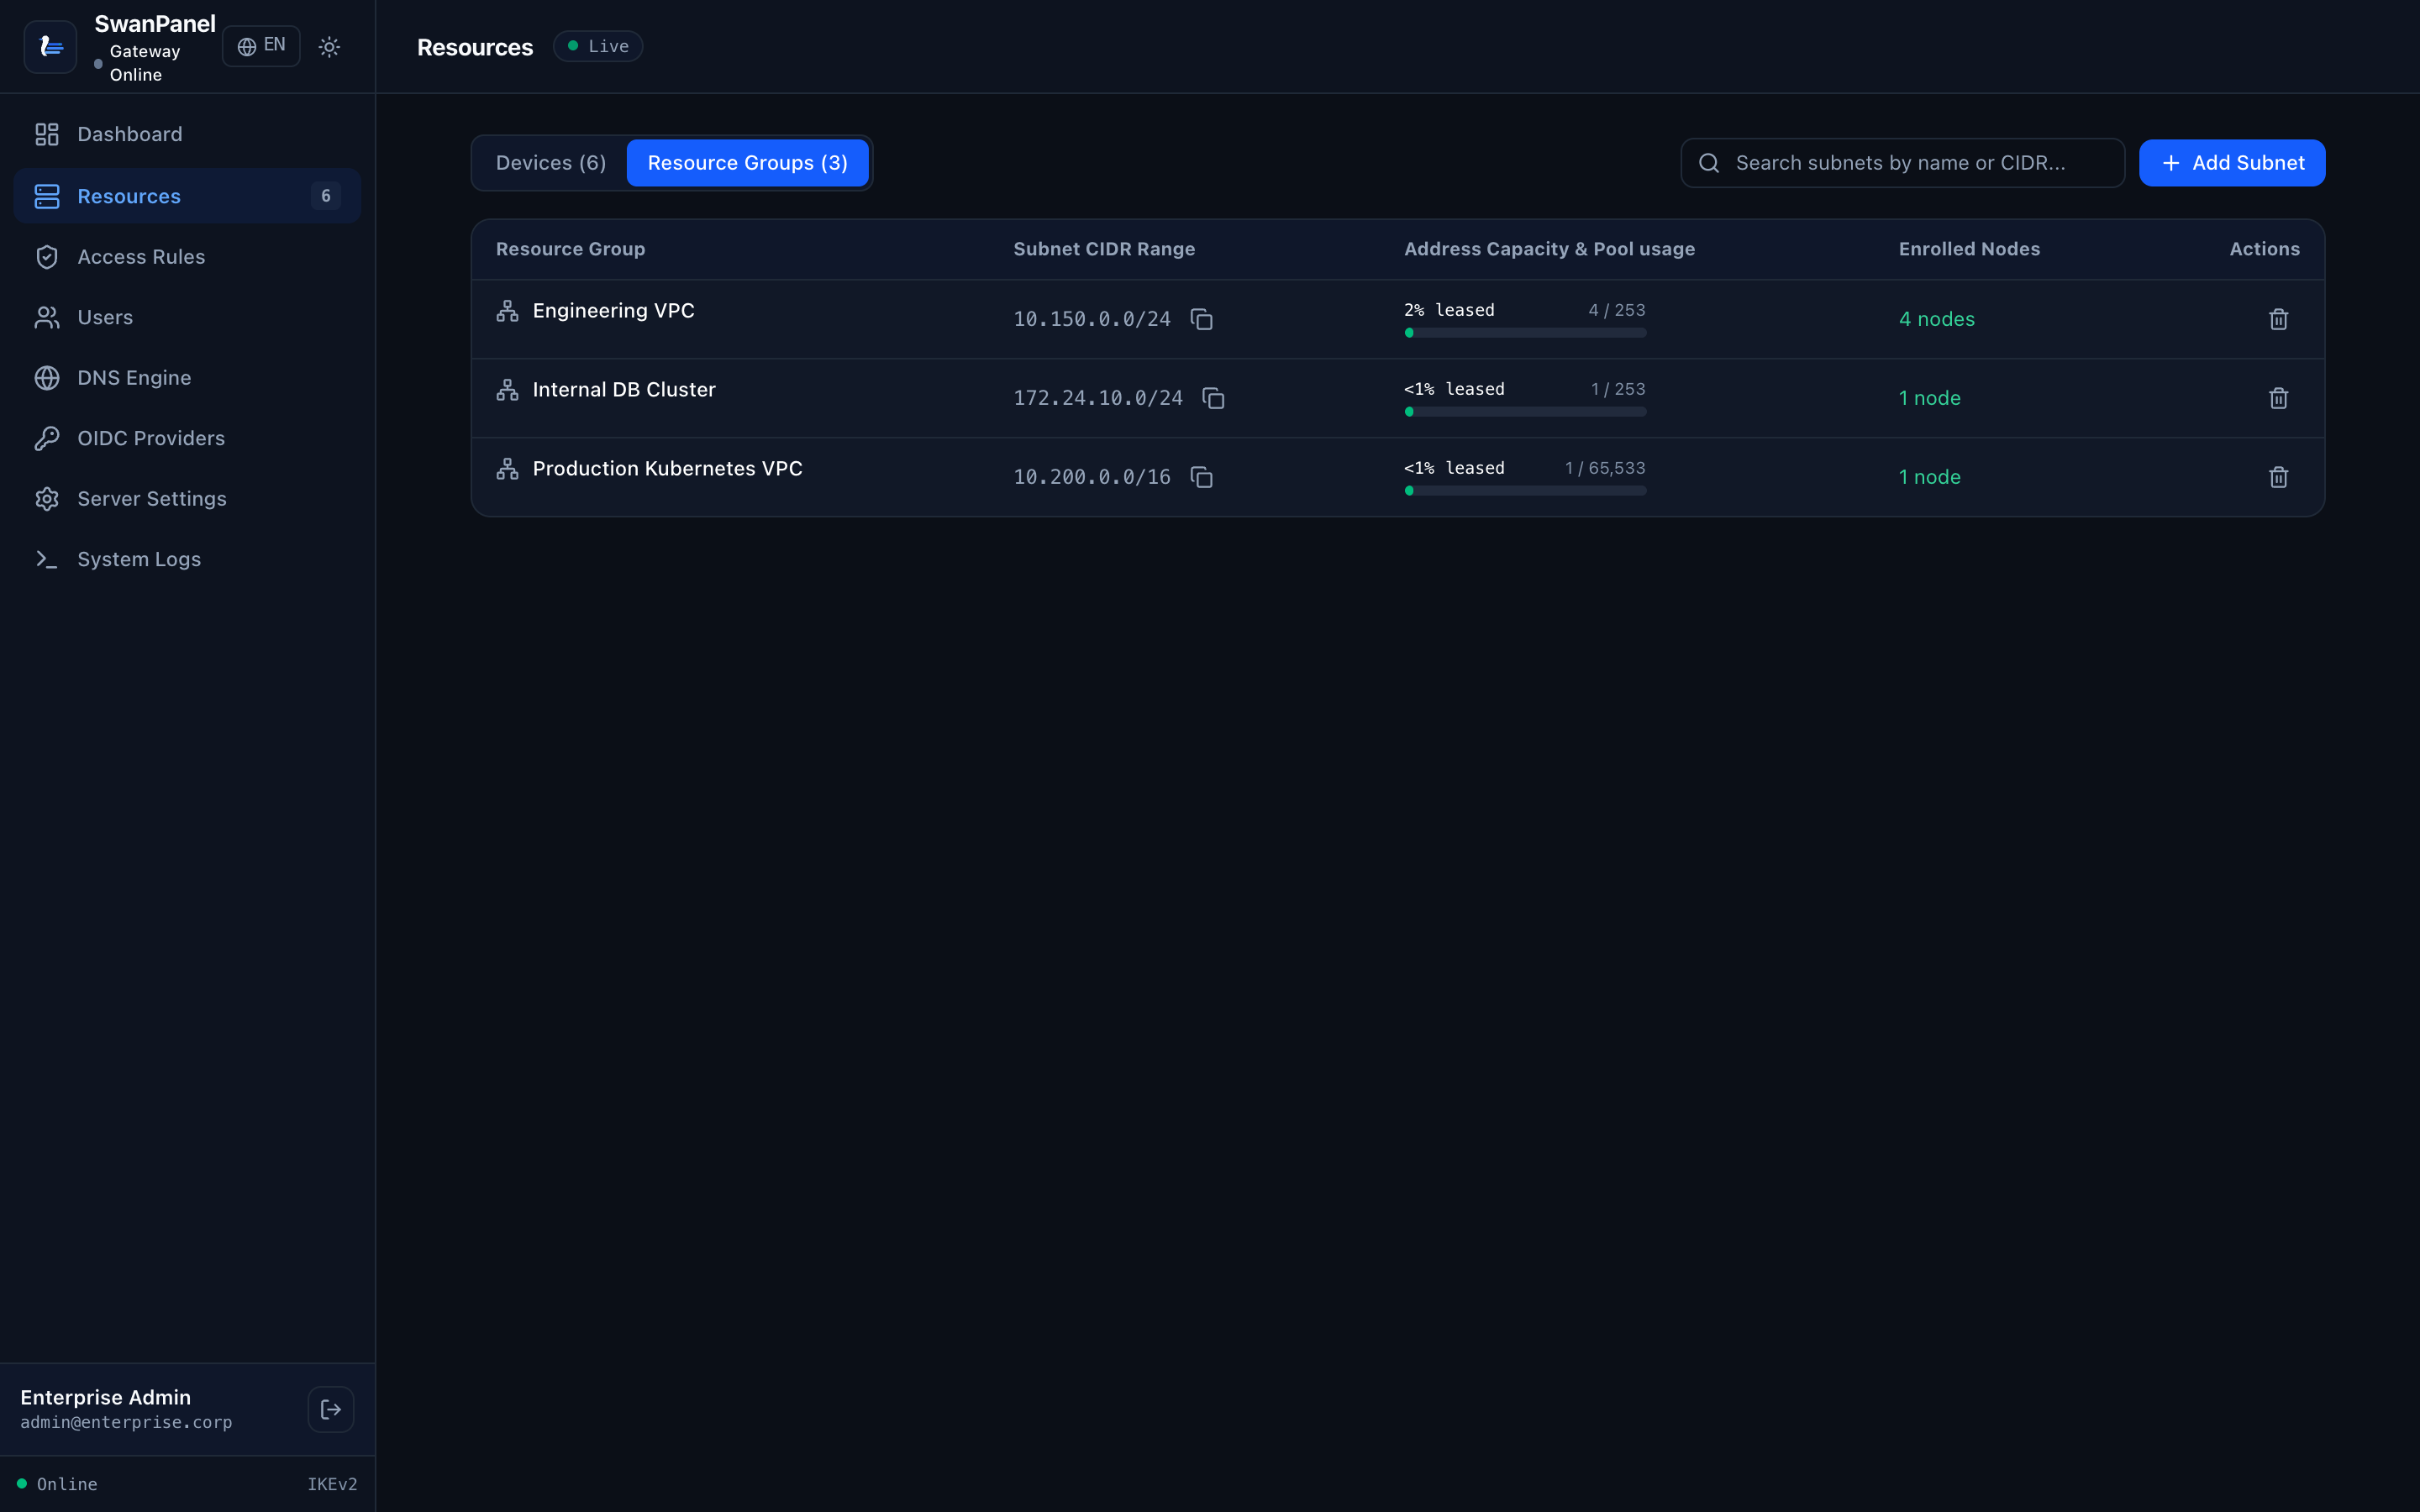 SwanPanel
Gateway
Online
EN
Resources
Live
Dashboard
Resources 6
Access Rules
Users
DNS Engine
OIDC Providers
Server Settings
System Logs
Enterprise Admin
admin@enterprise.corp
Online IKEv2
Devices (6) Resource Groups (3) Search subnets by name or CIDR... Add Subnet
Resource Group Subnet CIDR Range Address Capacity & Pool usage Enrolled Nodes Actions
Engineering VPC 10.150.0.0/24 2% leased 4 / 253 4 nodes
Internal DB Cluster 172.24.10.0/24 <1% leased 1 / 253 1 node
Production Kubernetes VPC 10.200.0.0/16 <1% leased 1 / 65,533 1 node